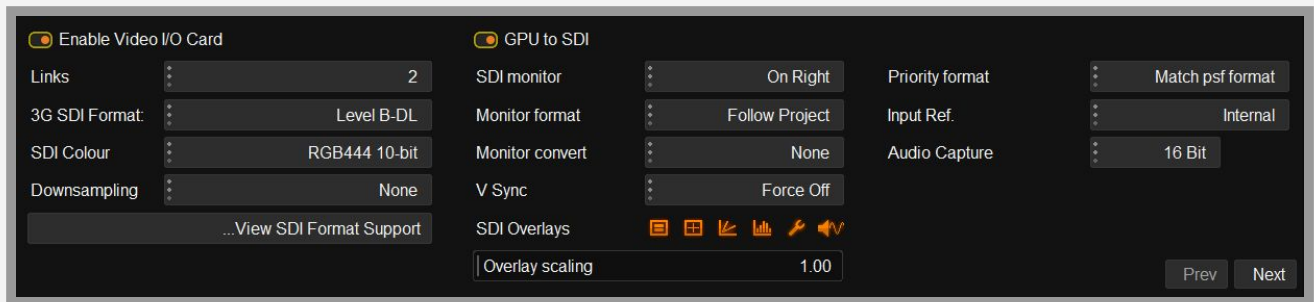 Enable Video I/O Card
Links 2
3G SDI Format: Level B-DL
SDI Colour RGB444 10-bit
Downsampling None
...View SDI Format Support
GPU to SDI
SDI monitor On Right
Monitor format Follow Project
Monitor convert None
V Sync Force Off
SDI Overlays
Overlay scaling 1.00
Priority format Match psf format
Input Ref. Internal
Audio Capture 16 Bit
Prev Next